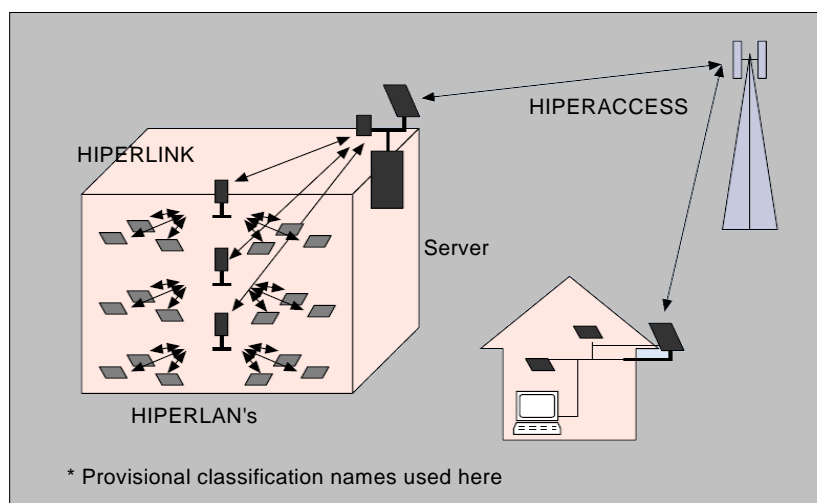 HIPERACCESS
HIPERLINK
Server
HIPERLAN's
* Provisional classification names used here